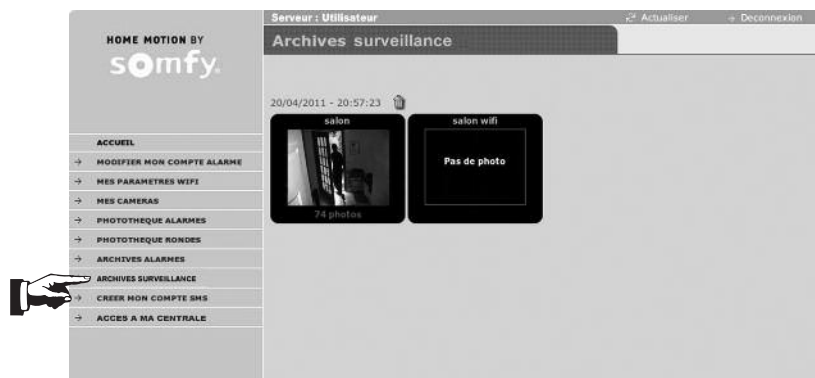 Serveur : Utilisateur
Actualiser
Deconnexion
HOME MOTION BY
somfy.
Archives surveillance
20/04/2011 - 20:57:23
salon
salon wifi
Pas de photo
74 photos
ACCUEIL
→ MODIFIER MON COMPTE ALARME
→ MES PARAMETRES WIFI
→ MES CAMERAS
→ PHOTOTHEQUE ALARMES
→ PHOTOTHEQUE RONDES
→ ARCHIVES ALARMES
ARCHIVES SURVEILLANCE
→ CREER MON COMPTE SMS
→ ACCES A MA CENTRALE